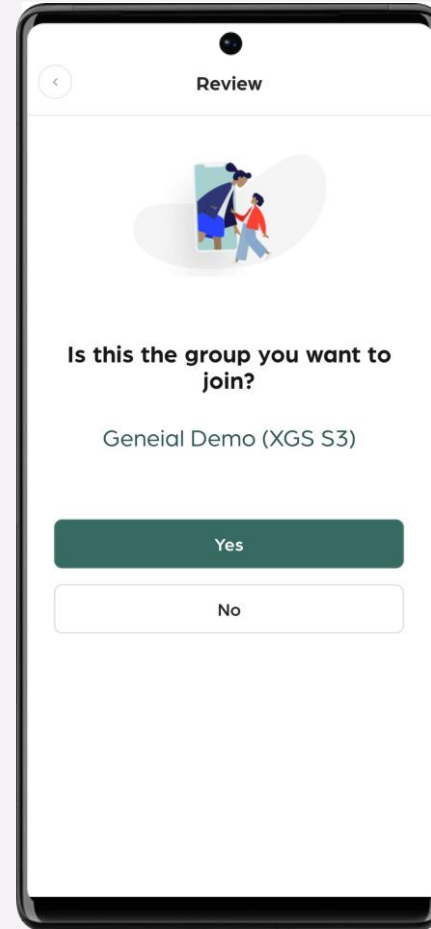 Review
Is this the group you want to
join?
Geneial Demo (XGS S3)
Yes
No